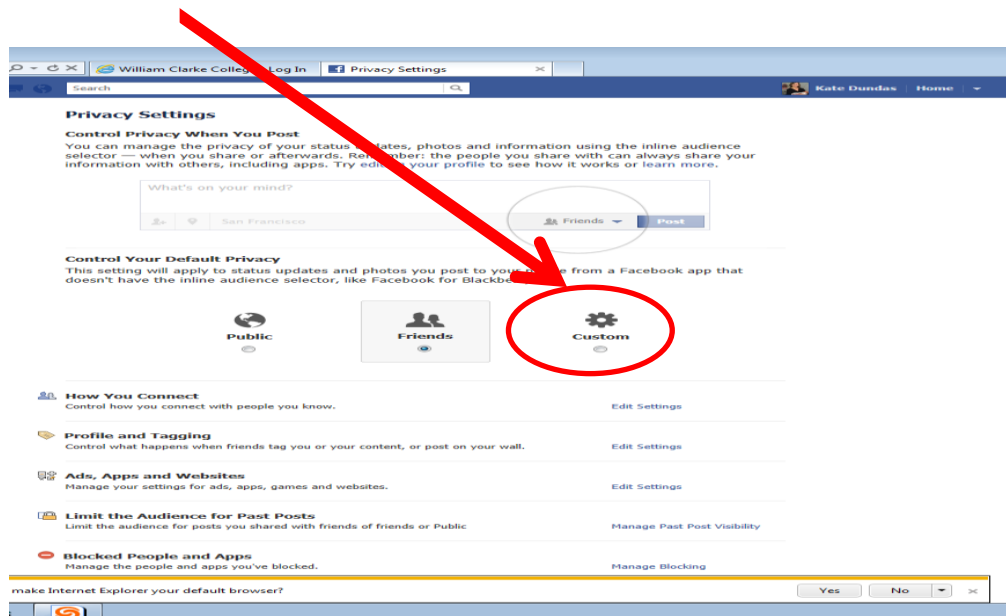 William Clarke College Log In Privacy Settings
Search Kate Dundas Home
Privacy Settings
Control Privacy When You Post
You can manage the privacy of your status updates, photos and information using the inline audience
selector — when you share or afterwards. Remember: the people you share with can always share your
information with others, including apps. Try your profile to see how it works or learn more.
What's on your mind?
San Francisco Friends Post
Control Your Default Privacy
This setting will apply to status updates and photos you post to your from a Facebook app that
doesn't have the inline audience selector, like Facebook for
Public Friends Custom
How You Connect
Control how you connect with people you know. Edit Settings
Profile and Tagging
Control what happens when friends tag you or your content, or post on your wall. Edit Settings
Ads, Apps and Websites
Manage your settings for ads, apps, games and websites. Edit Settings
Limit the Audience for Past Posts
Limit the audience for posts you shared with friends of friends or Public Manage Past Post Visibility
Blocked People and Apps
Manage the people and apps you've blocked. Manage Blocking
make Internet Explorer your default browser? Yes No